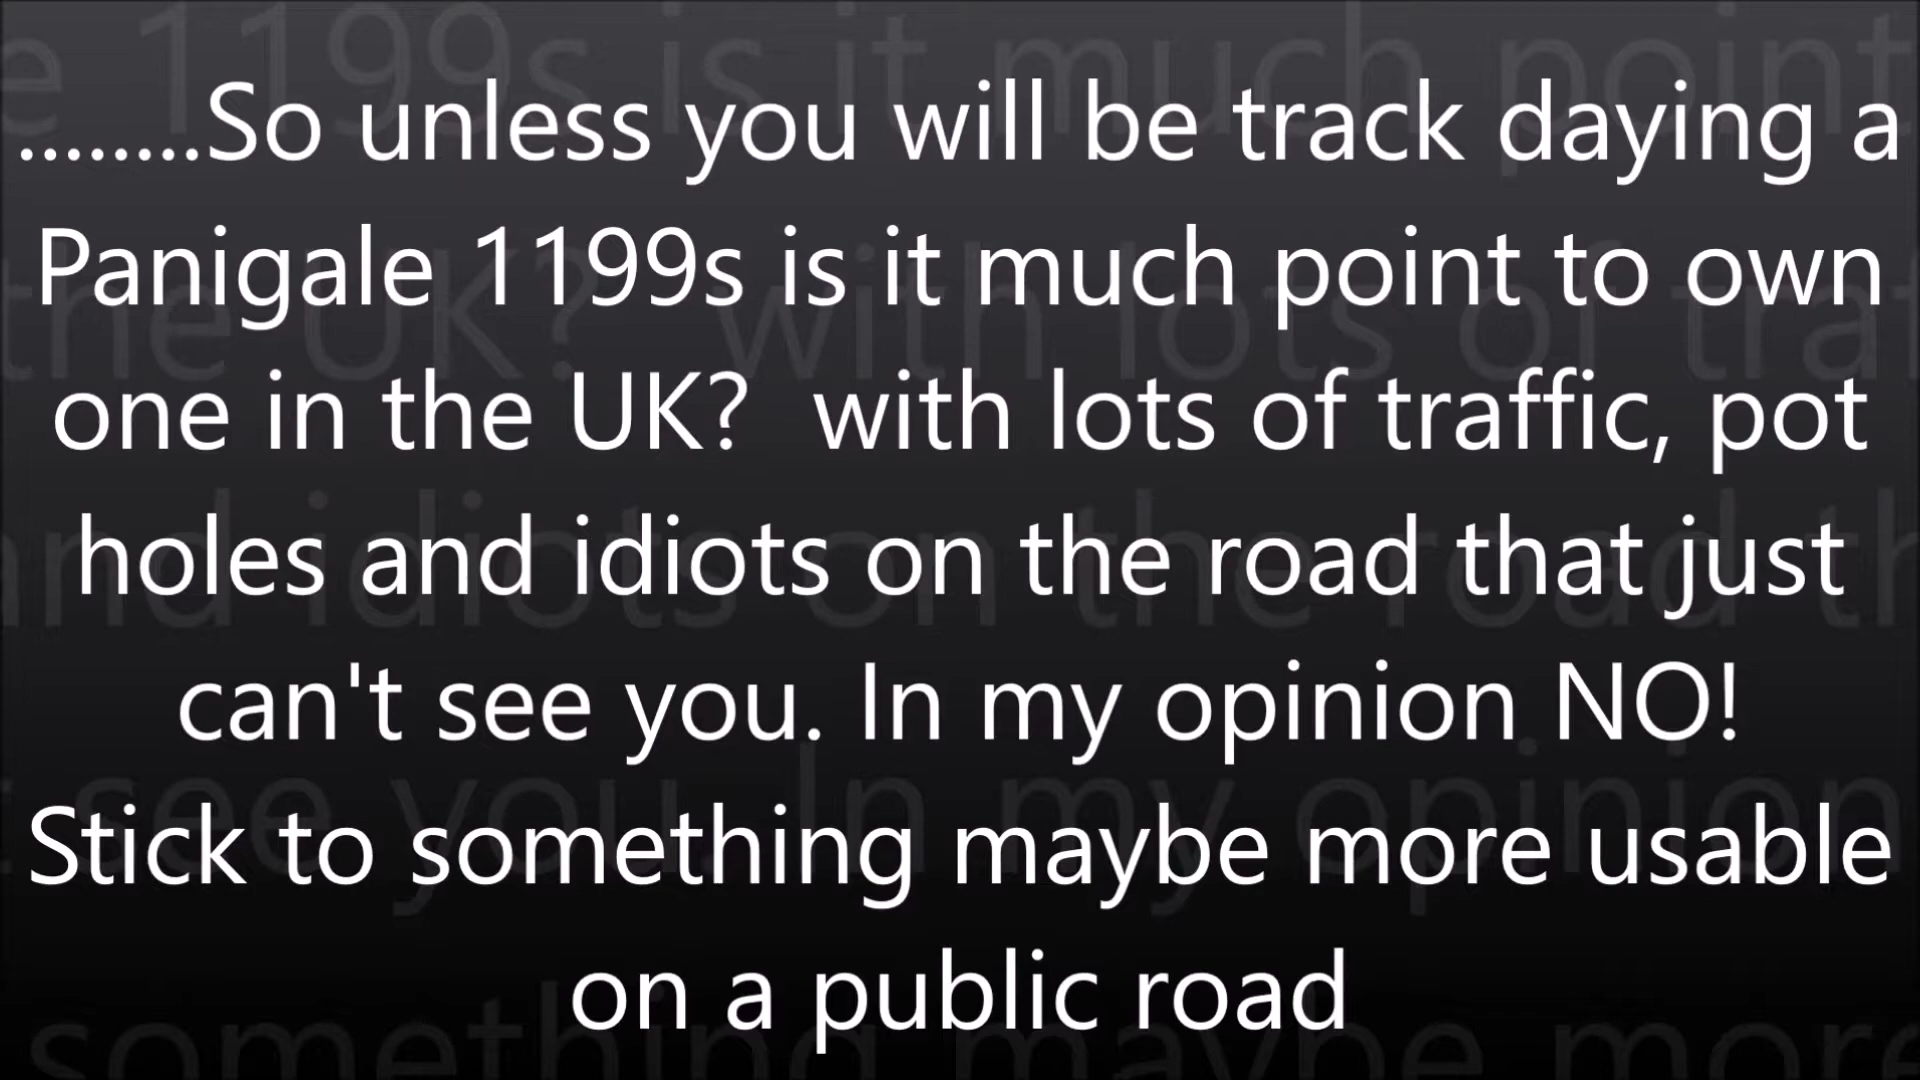 ........So unless you will be track daying a
Panigale 1199s is it much point to own
one in the UK?  with lots of traffic, pot
holes and idiots on the road that just
can't see you. In my opinion NO!
Stick to something maybe more usable
on a public road